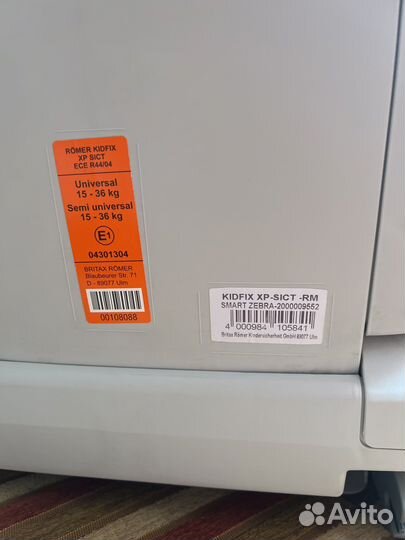 RÖMER KIDFIX
XP SICT
ECE R44/04
Universal
15 - 36 kg
Semi universal
15 - 36 kg
E1
04301304
BRITAX RÖMER
Blaubeurer Str. 71
D - 89077 Ulm
00108088
KIDFIX XP-SICT -RM
SMART ZEBRA-2000009552
4 000984 105841
Britax Römer Kindersicherheit GmbH 89077 Ulm
Avito